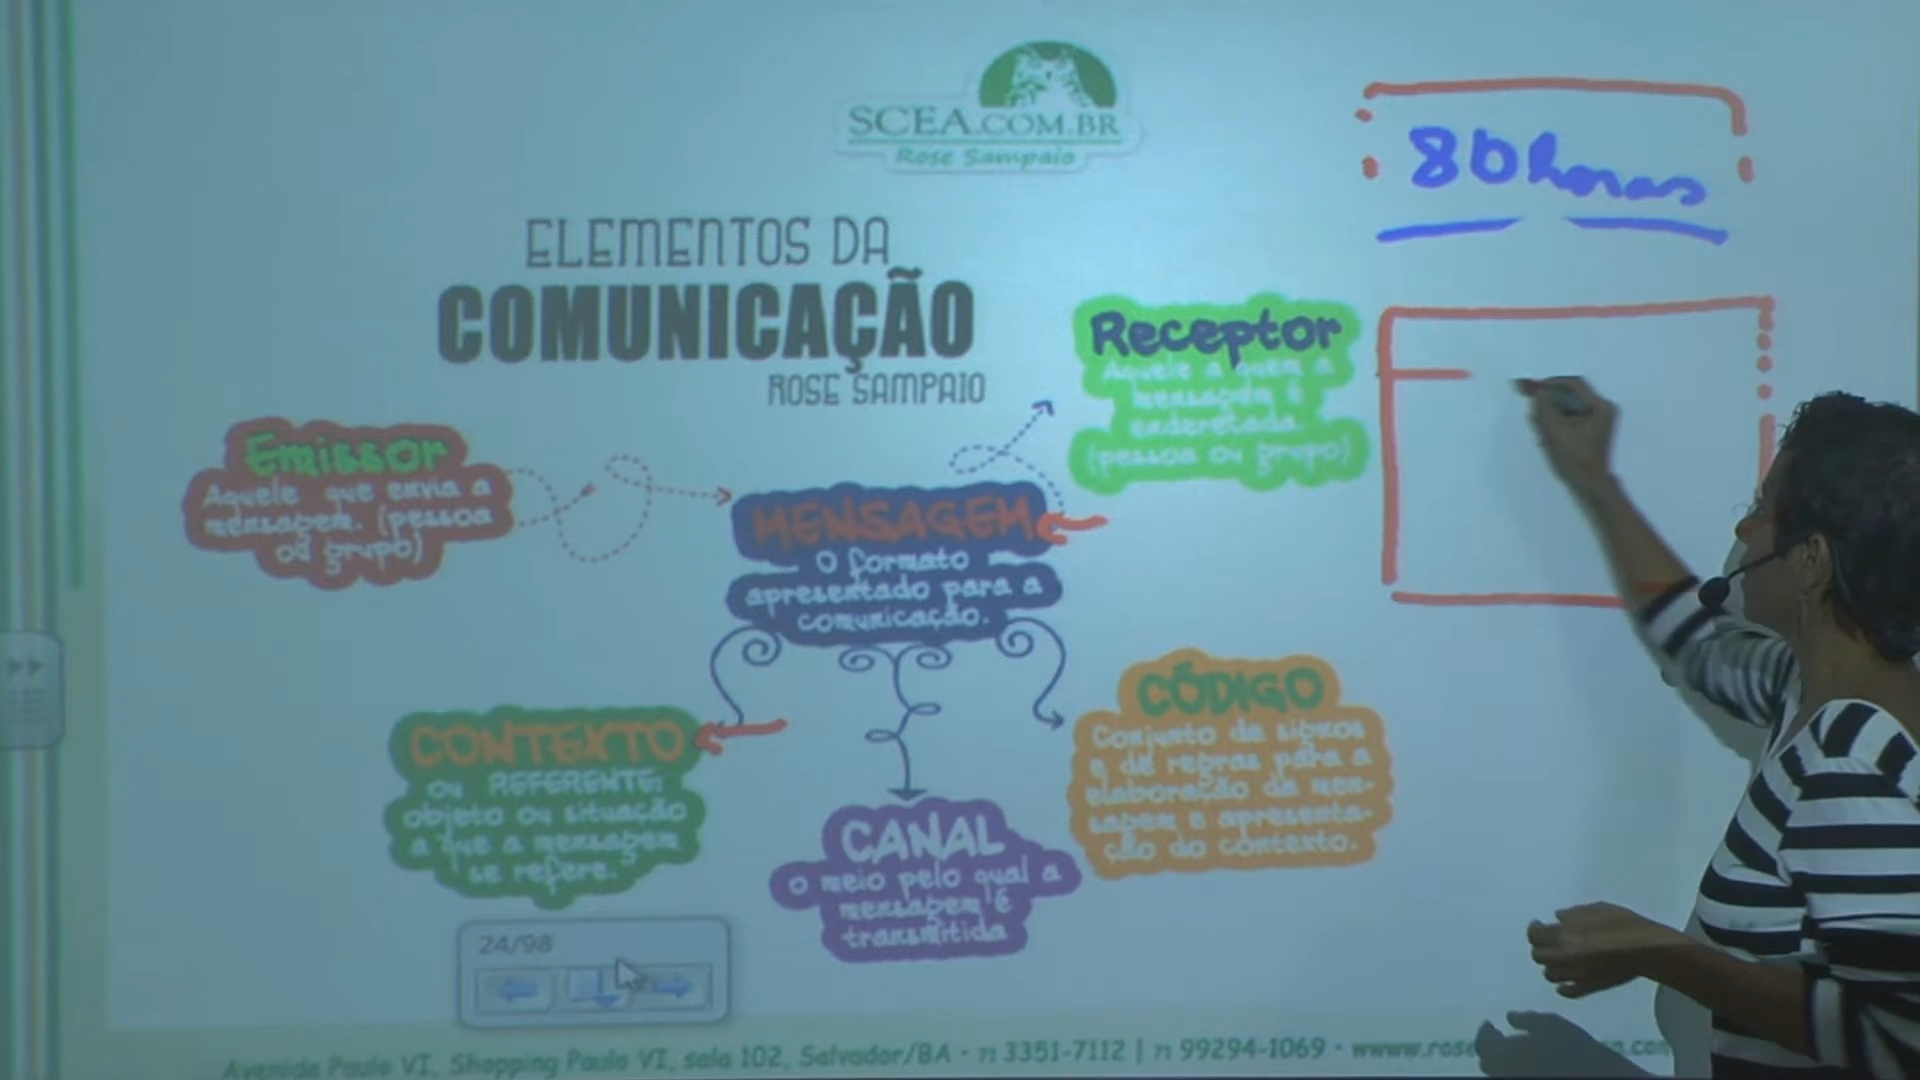 SCEA.COM.BR
Rose Sampaio
80 horas
ELEMENTOS DA
COMUNICAÇÃO
ROSE SAMPAIO
Receptor
Aquele a quem a
mensagem é
endereçada
(pessoa ou grupo)
Emissor
Aquele que envia a
mensagem. (pessoa
ou grupo)
MENSAGEM
O formato
apresentado para a
comunicação.
CONTEXTO
OU REFERENTE:
objeto ou situação
a que a mensagem
se refere.
CANAL
o meio pelo qual a
mensagem é
transmitida
CÓDIGO
Conjunto de signos
e de regras para a
elaboração da men-
sagem e apresenta-
ção do contexto.
24/98
Avenida Paulo VI, Shopping Paulo VI, sala 102, Salvador/BA • 71 3351-7112 | 71 99294-1069 •